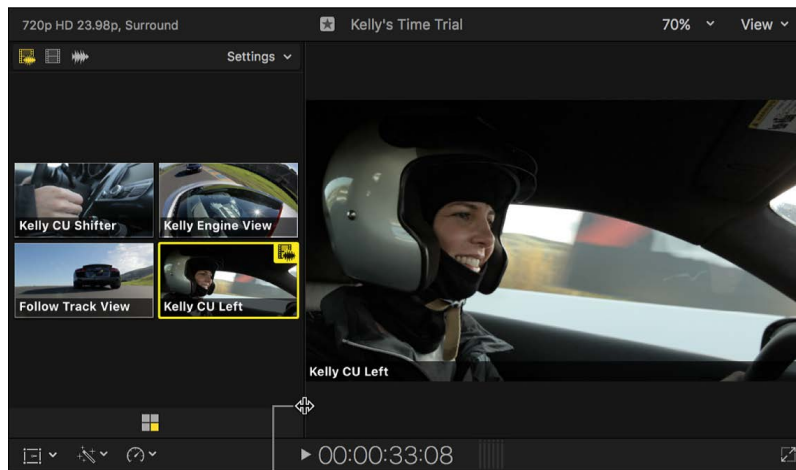 720p HD 23.98p, Surround
Kelly's Time Trial
70%
View
Settings
Kelly CU Shifter
Kelly Engine View
Follow Track View
Kelly CU Left
Kelly CU Left
00:00:33:08